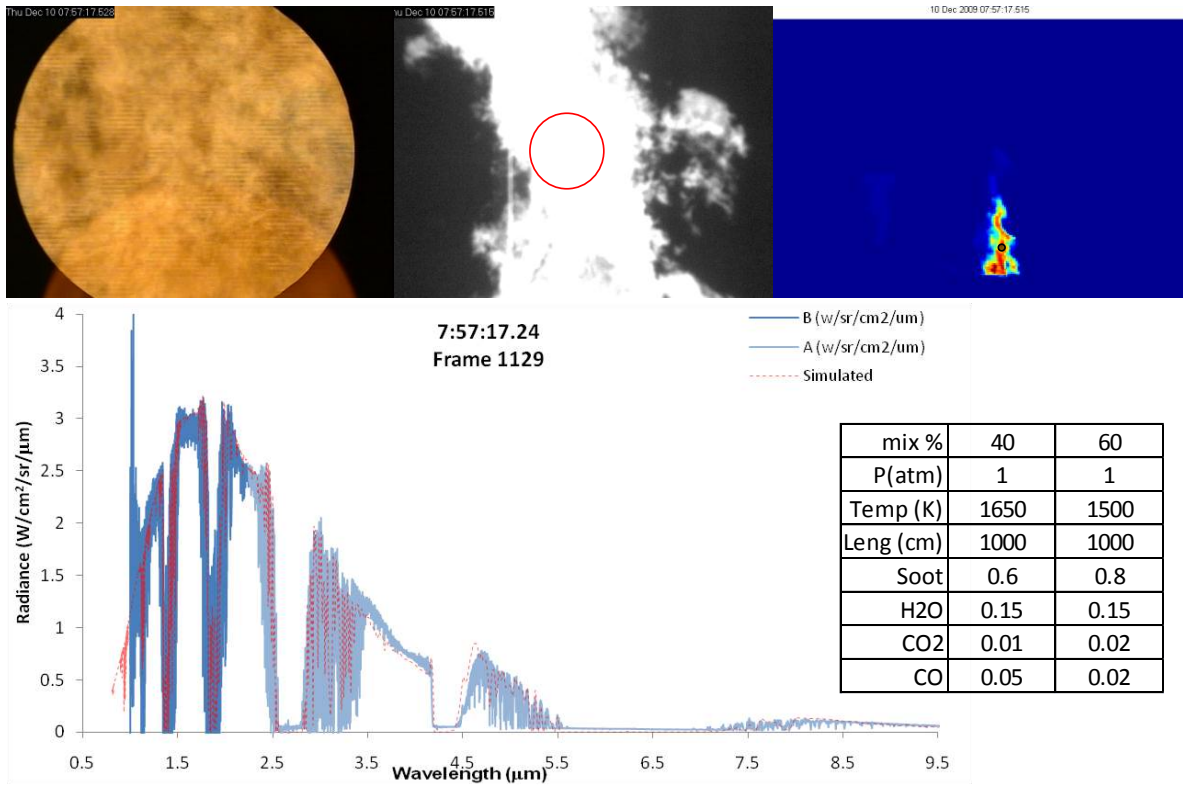 Thu Dec 10 07:57:17.528
hu Dec 10 07:57:17.515
10 Dec 2009 07:57:17.515
7:57:17.24
Frame 1129
B (w/sr/cm2/um)
A (w/sr/cm2/um)
Simulated
Radiance (W/cm²/sr/μm)
4
3.5
3
2.5
2
1.5
1
0.5
0
0.5 1.5 2.5 3.5 4.5 5.5 6.5 7.5 8.5 9.5
Wavelength (μm)
mix % 40 60
P(atm) 1 1
Temp (K) 1650 1500
Leng (cm) 1000 1000
Soot 0.6 0.8
H2O 0.15 0.15
CO2 0.01 0.02
CO 0.05 0.02